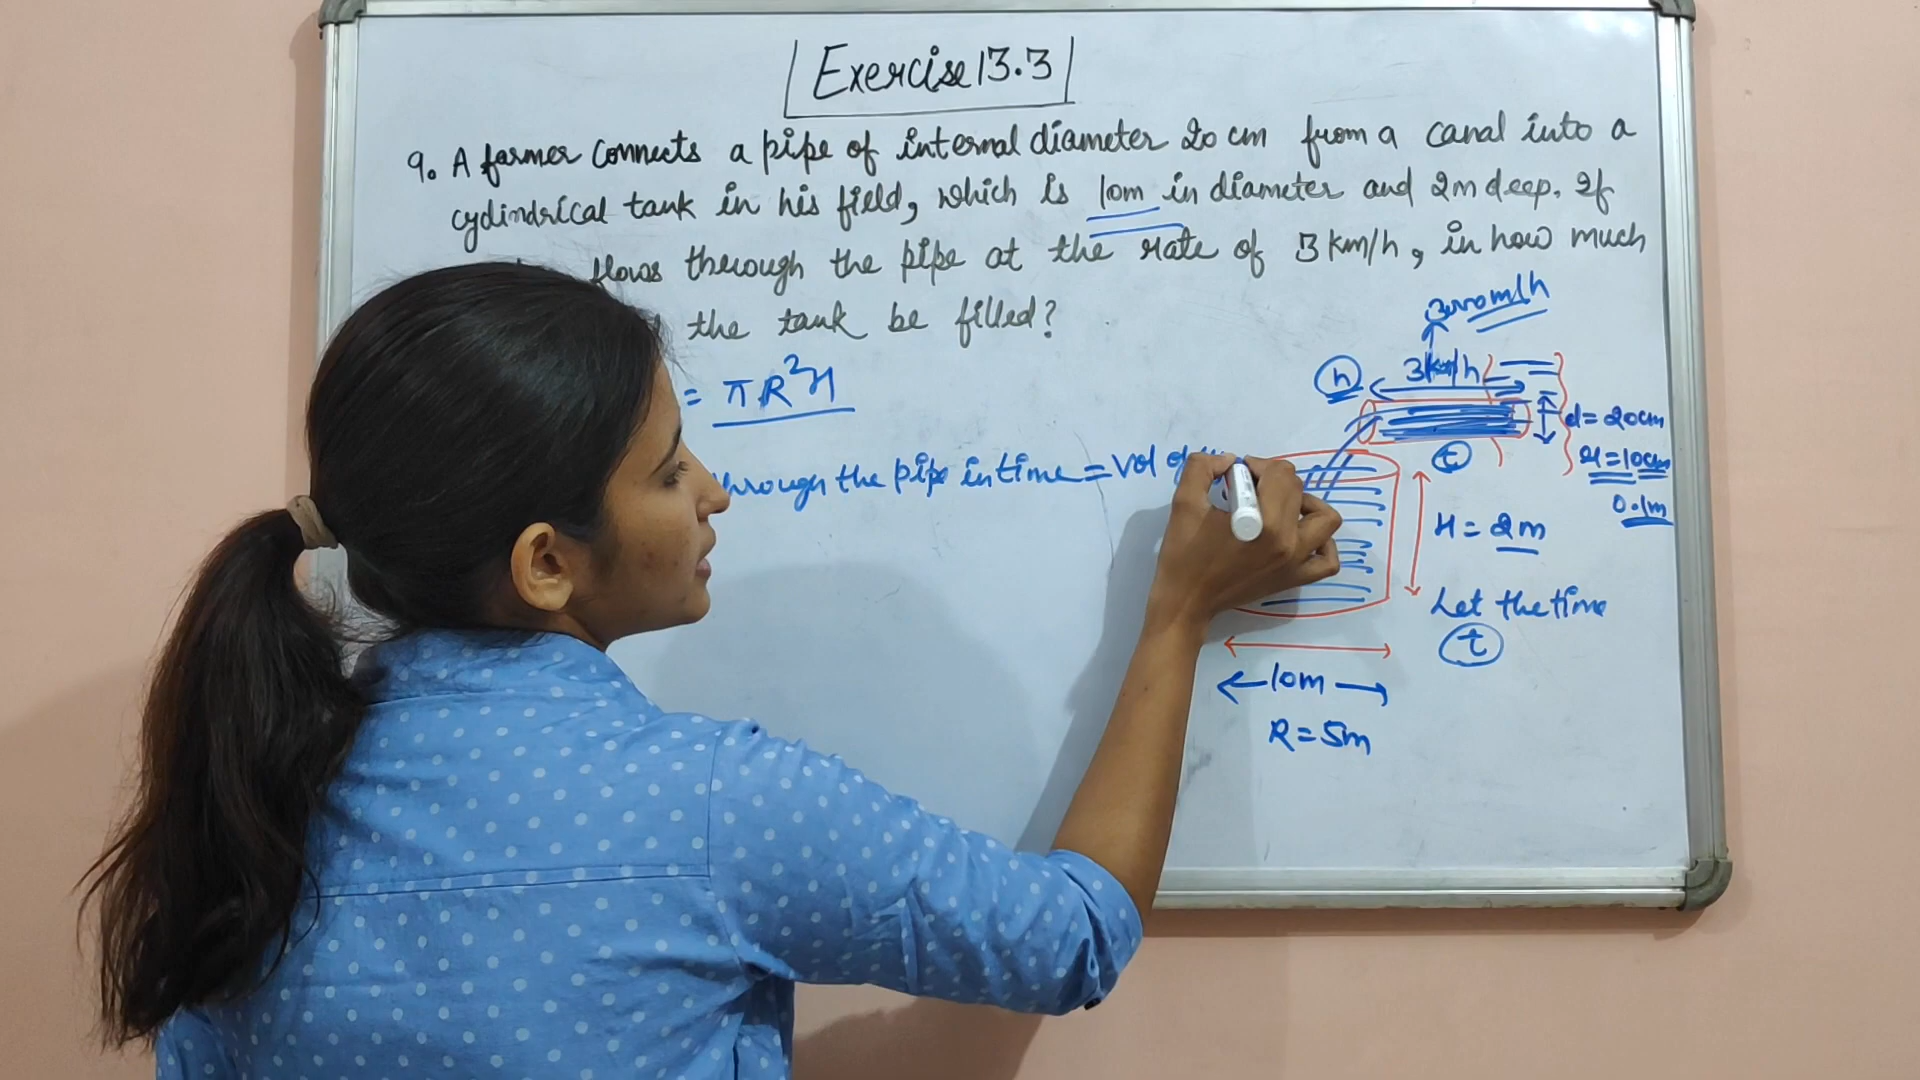 Exercise 13.3
9. A farmer connects a pipe of internal diameter 20 cm from a canal into a
cylindrical tank in his field, which is 10m in diameter and 2m deep. If
flows through the pipe at the rate of 3 km/h, in how much
the tank be filled?
= πR²H
through the pipe in time = Vol of
3000m/h
h
3km/h
d = 20cm
r = 10cm
0.1m
t
H = 2m
Let the time
t
10m
R = 5m